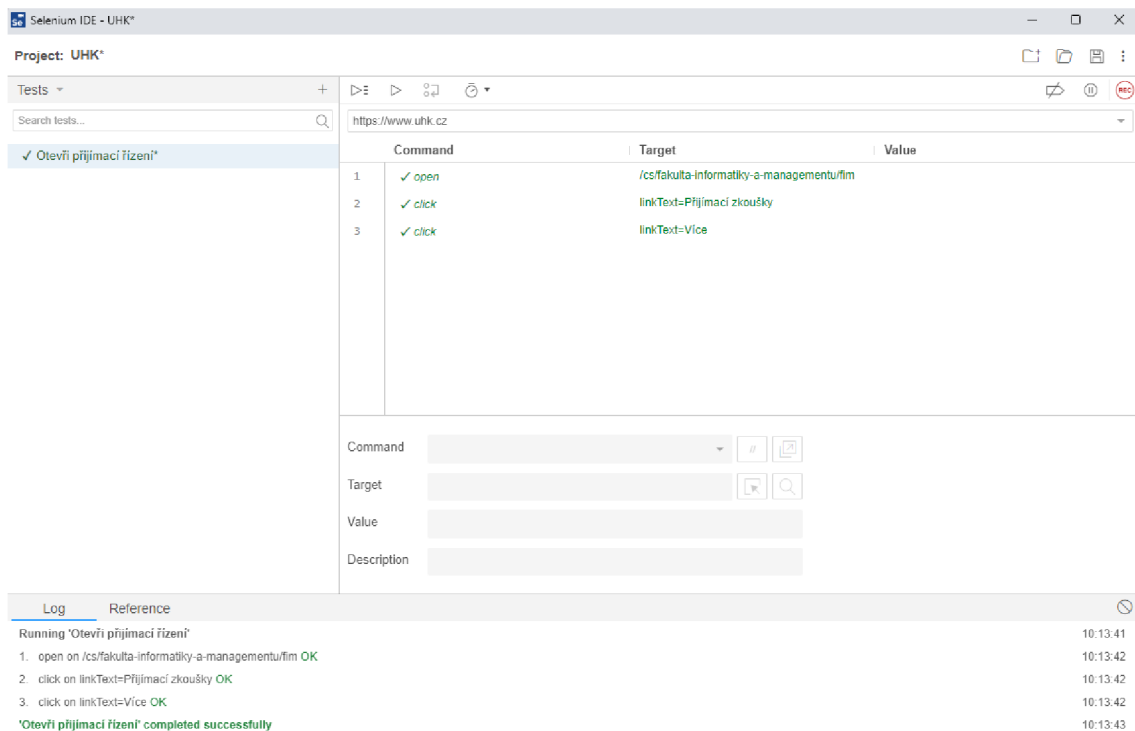 Selenium IDE - UHK*
Project: UHK*
Tests
Search tests...
https://www.uhk.cz
✓ Otevři přijímací řízení*
Command Target Value
1 ✓ open /cs/fakulta-informatiky-a-managementu/fim
2 ✓ click linkText=Přijímací zkoušky
3 ✓ click linkText=Více
Command
//
Target
Value
Description
Log Reference
Running 'Otevři přijímací řízení' 10:13:41
1. open on /cs/fakulta-informatiky-a-managementu/fim OK 10:13:42
2. click on linkText=Přijímací zkoušky OK 10:13:42
3. click on linkText=Více OK 10:13:42
'Otevři přijímací řízení' completed successfully 10:13:43
REC